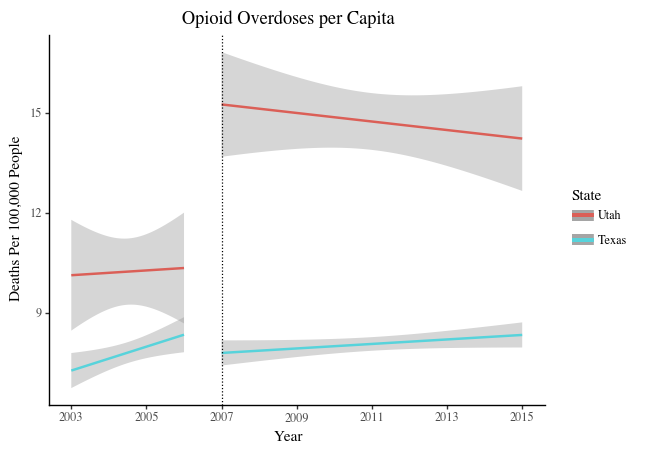 Opioid Overdoses per Capita
Deaths Per 100,000 People
15
12
9
2003 2005 2007 2009 2011 2013 2015
Year
State
Utah
Texas